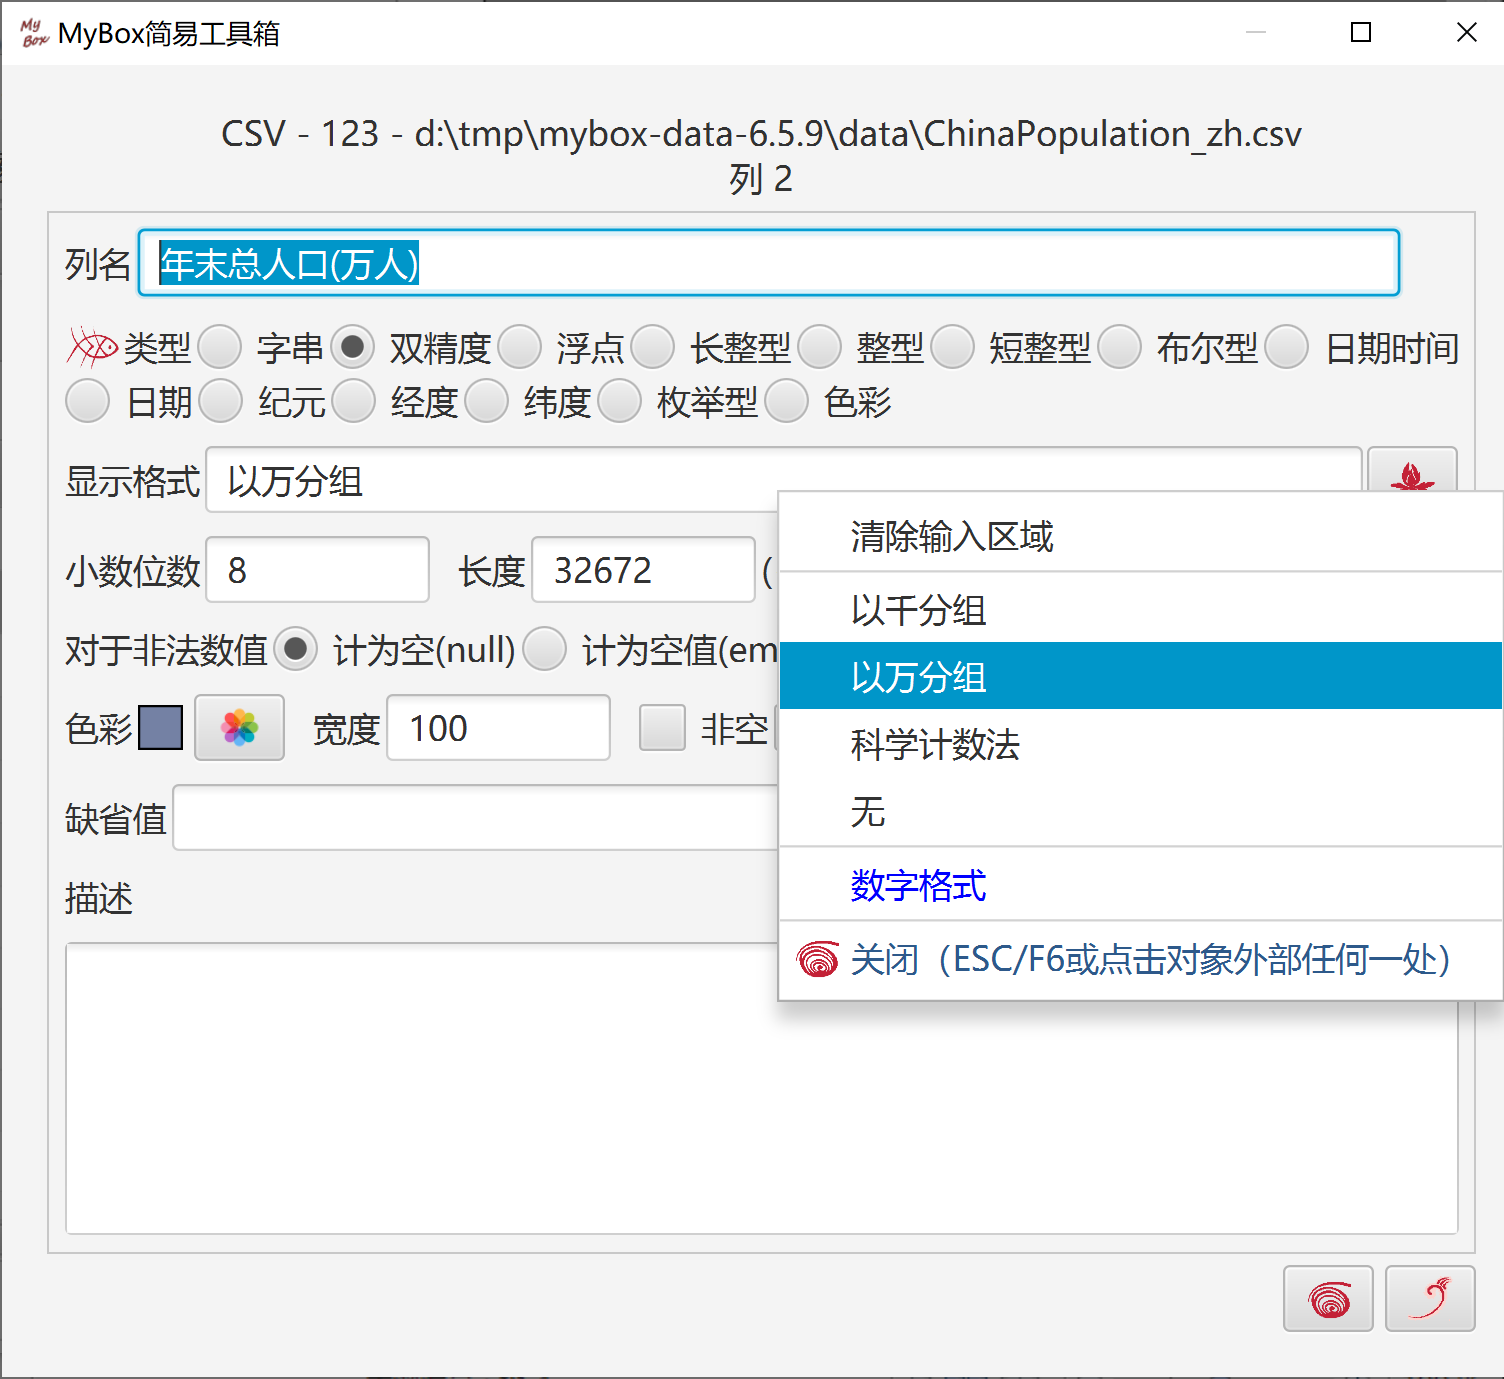 My Box MyBox简易工具箱
CSV - 123 - d:\tmp\mybox-data-6.5.9\data\ChinaPopulation_zh.csv
列 2
列名 年末总人口(万人)
类型 字串 双精度 浮点 长整型 整型 短整型 布尔型 日期时间
日期 纪元 经度 纬度 枚举型 色彩
显示格式 以万分组
小数位数 8 长度 32672 (
对于非法数值 计为空(null) 计为空值(em
色彩 宽度 100 非空
缺省值
描述
清除输入区域
以千分组
以万分组
科学计数法
无
数字格式
关闭（ESC/F6或点击对象外部任何一处）